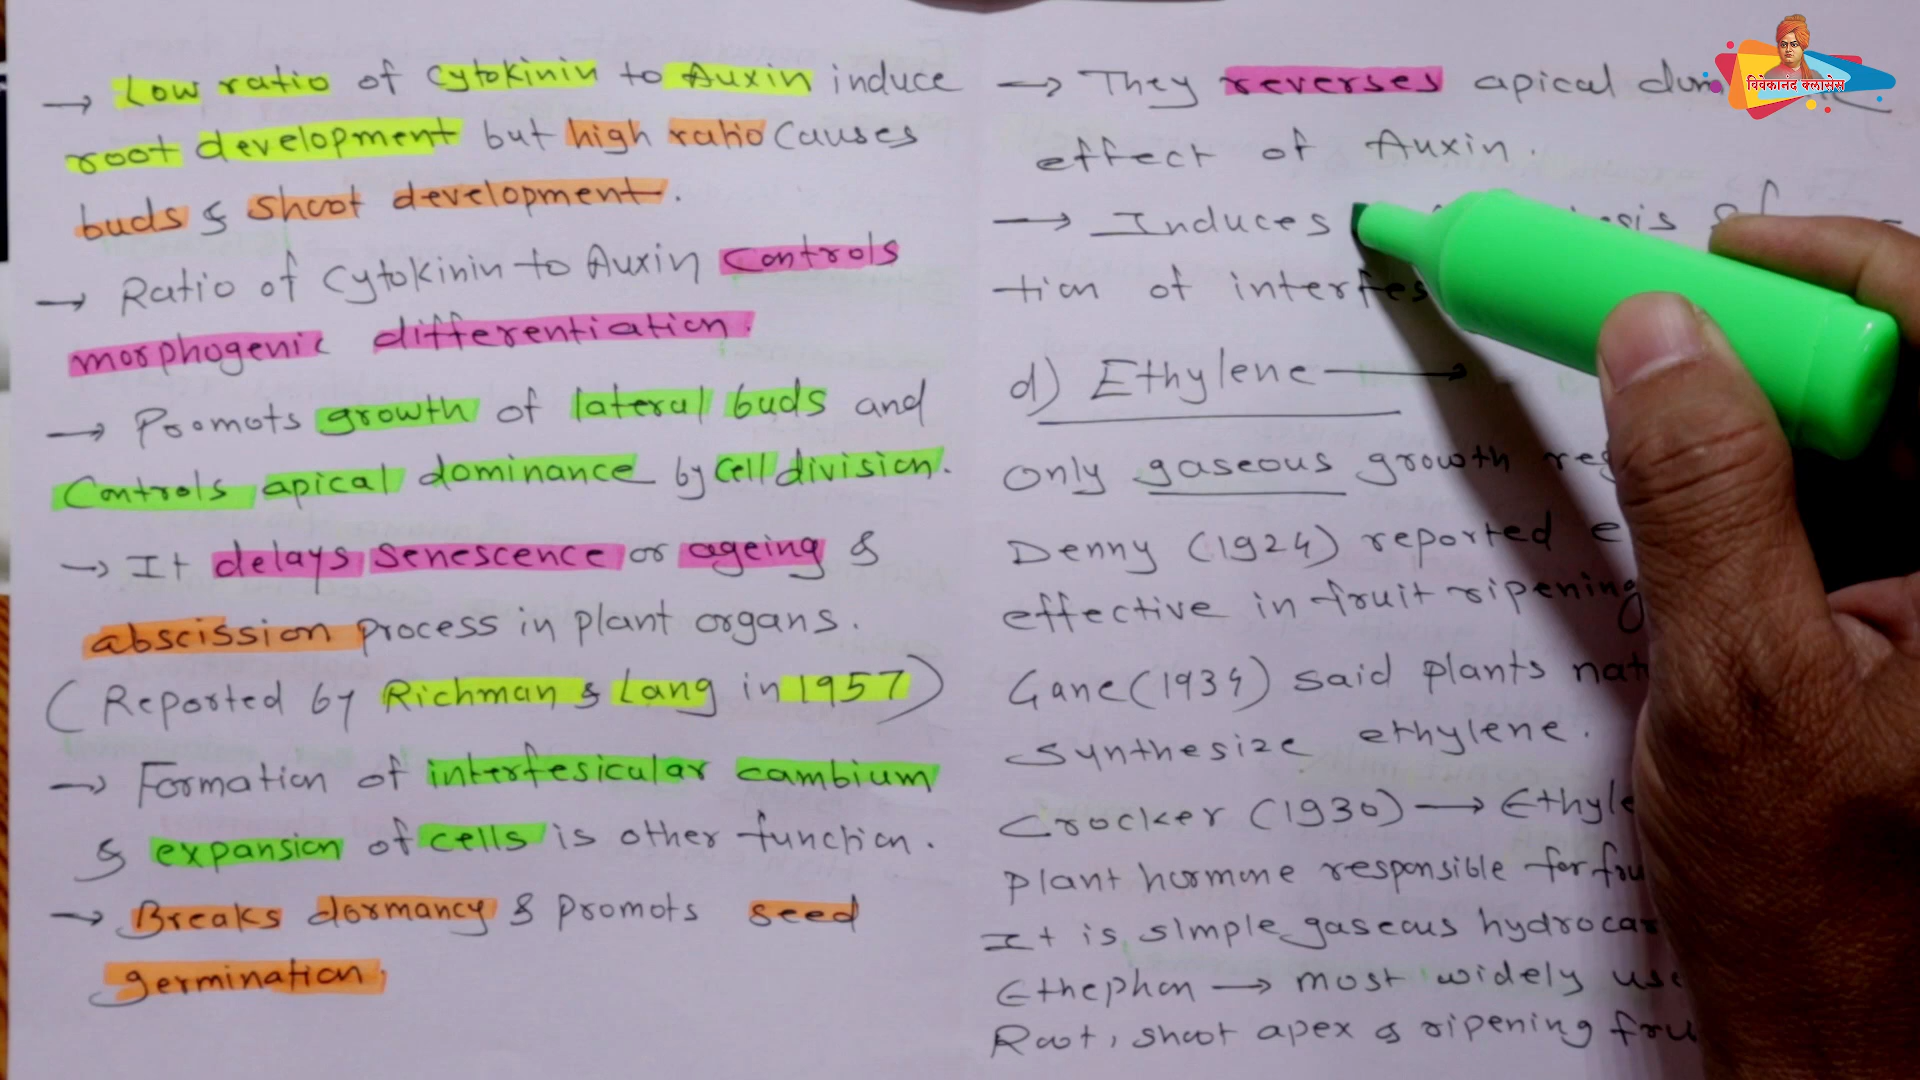 → Low ratio of Cytokinin to Auxin induce
root development but high ratio Causes
buds & shoot development.
→ Ratio of Cytokinin to Auxin Controls
morphogenic differentiation.
→ Promots growth of lateral buds and
Controls apical dominance by Cell division.
→ It delays senescence or ageing &
abscission process in plant organs.
( Reported by Richman & Lang in 1957 )
→ Formation of interfesicular cambium
& expansion of cells is other function.
→ Breaks dormancy & promots seed
germination.
→ They reverses apical
effect of Auxin.
→ Induces
tion of
d) Ethylene →
Only gaseous growth
Denny (1924) reported
effective in fruit ripening
Gane (1934) said plants
synthesize ethylene.
Crocker (1930) →
plant hormone responsible for
It is simple gaseous
Ethephon → most widely
Root, shoot apex & ripening
विवेकानंद क्लासेस